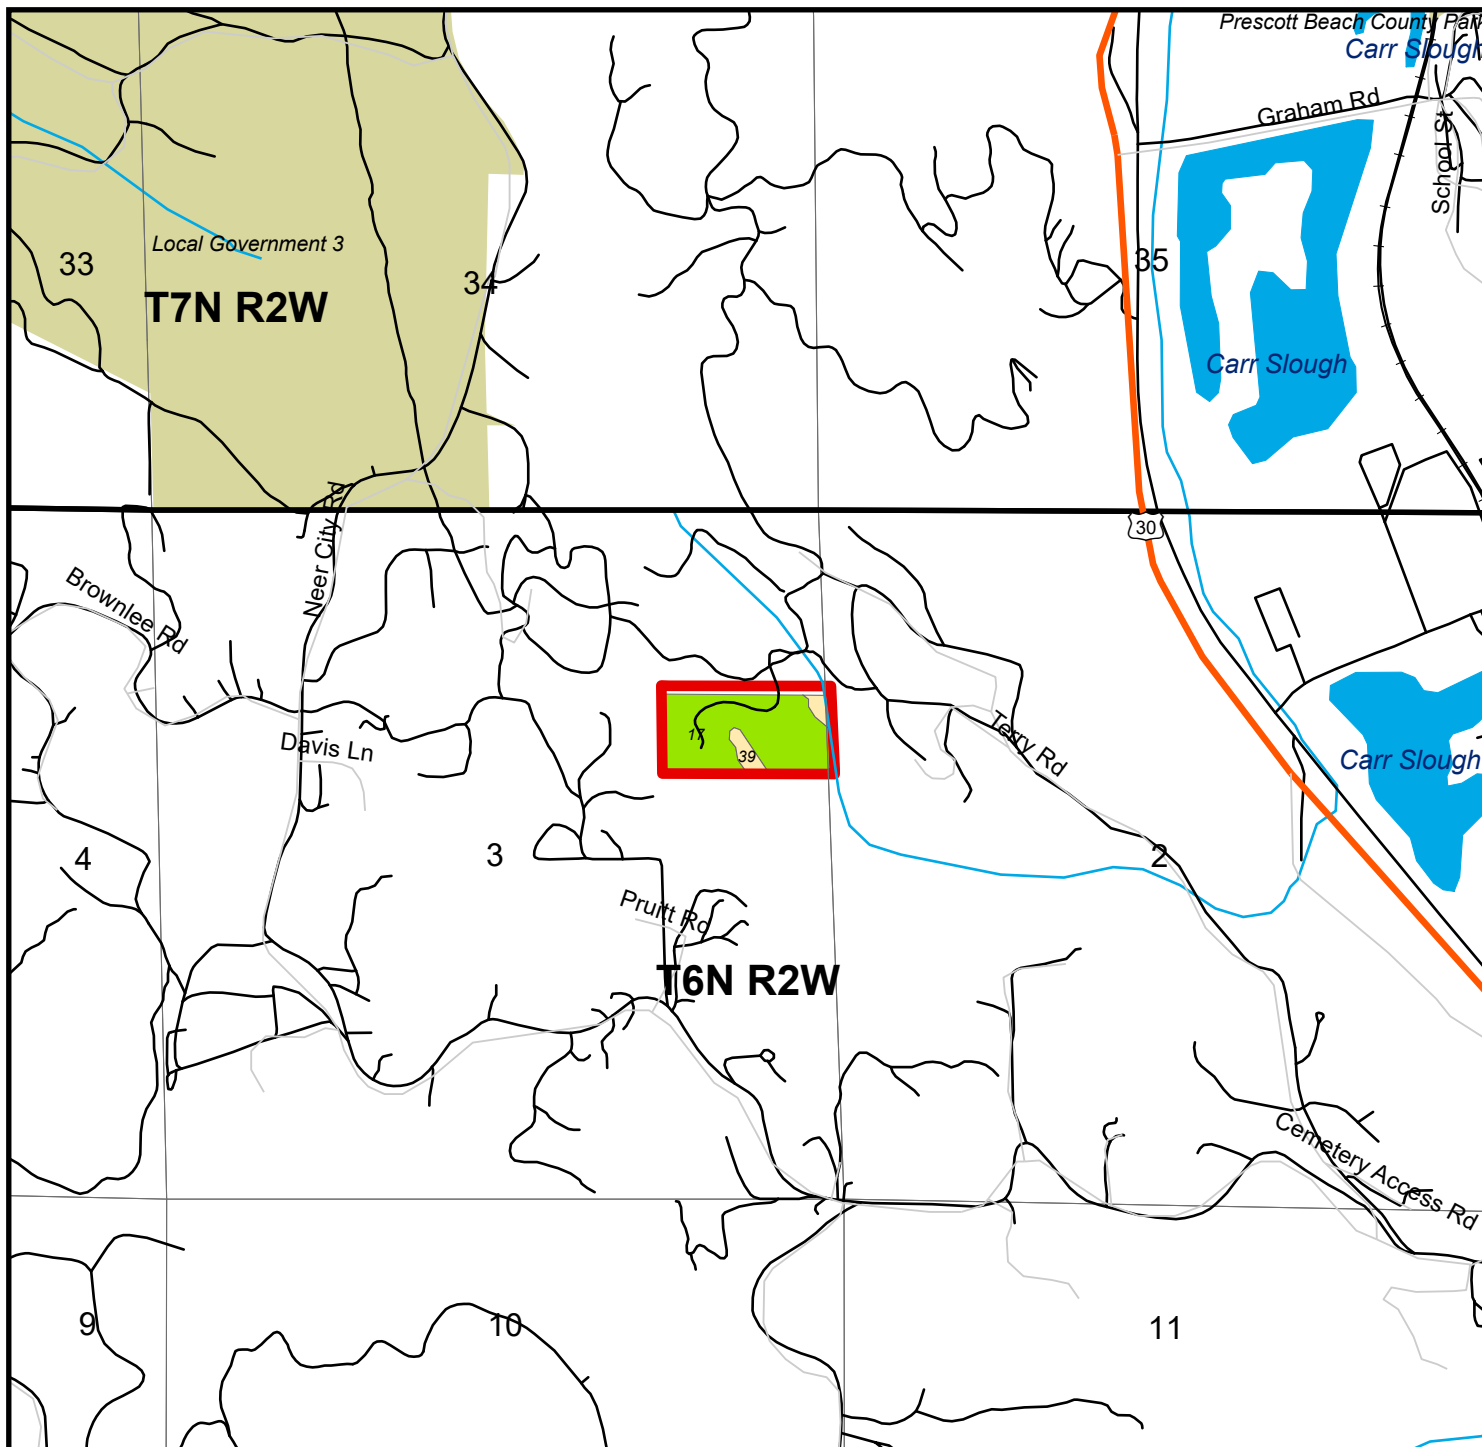 Prescott Beach County Park
Carr Slough
Graham Rd
School St
Local Government 3
33
34
35
T7N R2W
Carr Slough
30
Neer City Rd
Brownlee Rd
Davis Ln
17
39
Terry Rd
Carr Slough
4
3
2
Pruitt Rd
T6N R2W
Cemetery Access Rd
9
10
11